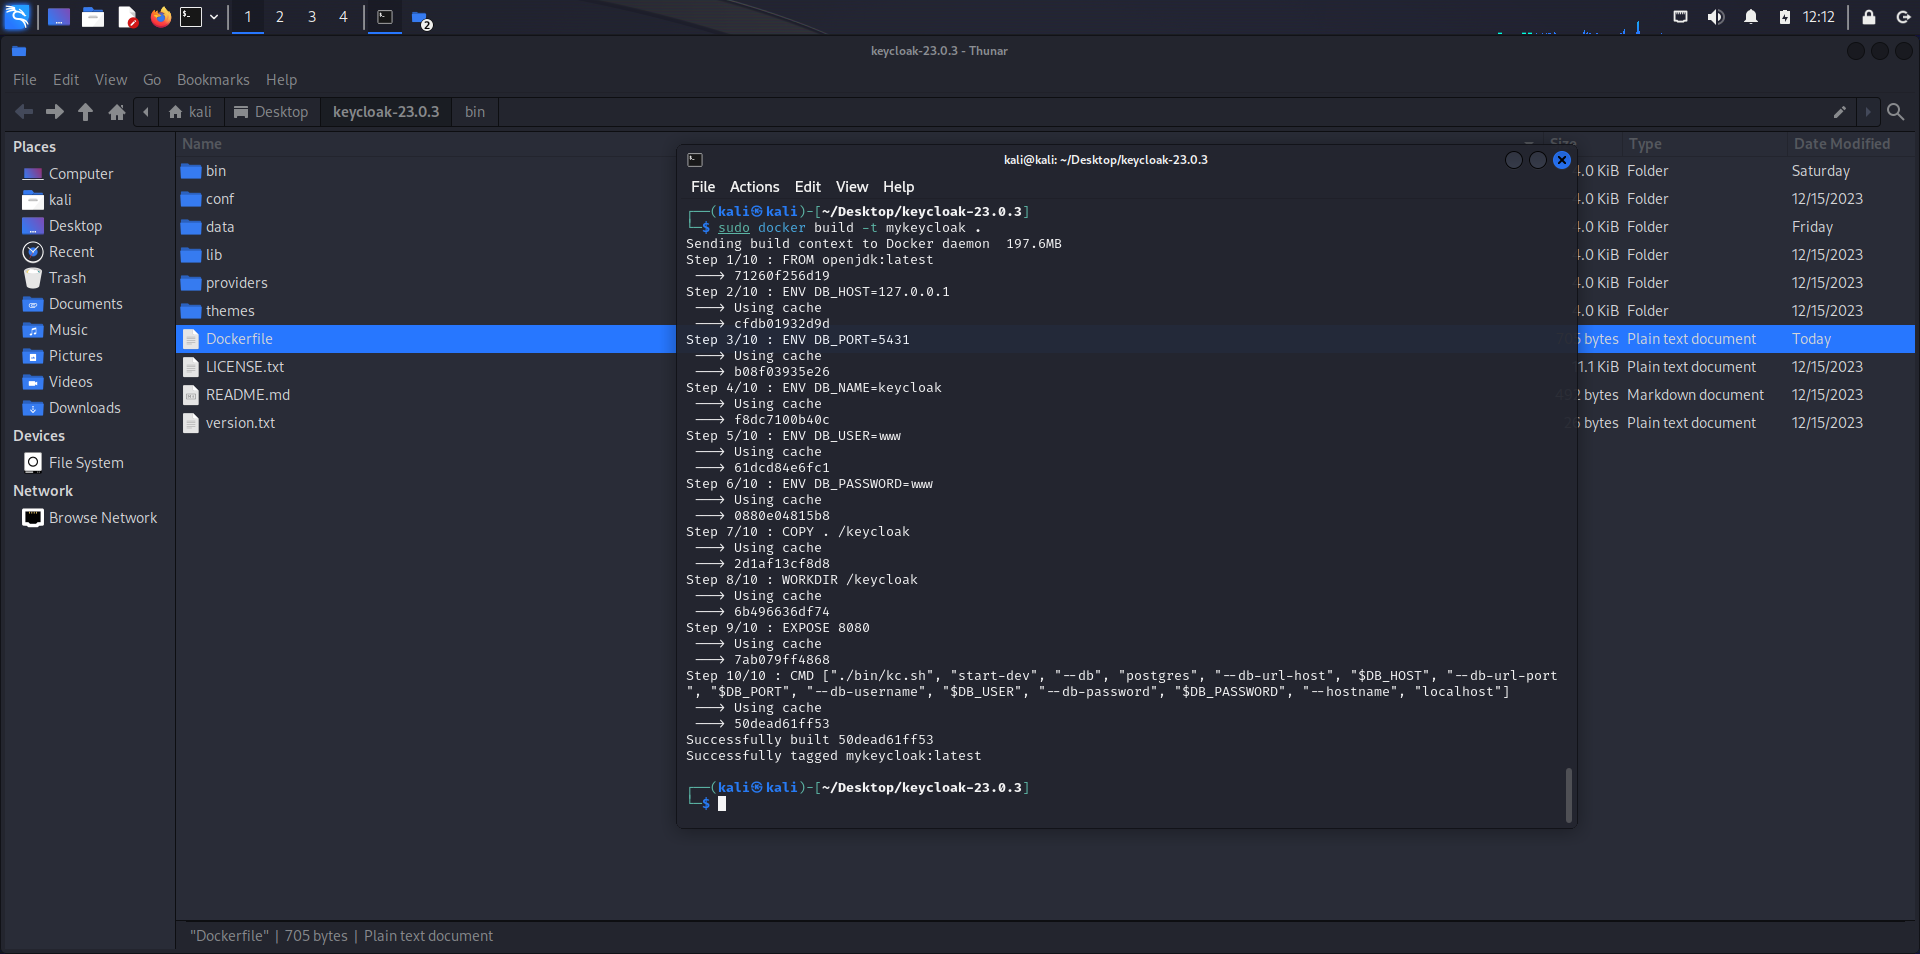 1 2 3 4 2 12:12
keycloak-23.0.3 - Thunar
File Edit View Go Bookmarks Help
kali Desktop keycloak-23.0.3 bin
Places
Computer
kali
Desktop
Recent
Trash
Documents
Music
Pictures
Videos
Downloads
Devices
File System
Network
Browse Network
Name Size Type Date Modified
bin .0 KiB Folder Saturday
conf .0 KiB Folder 12/15/2023
data .0 KiB Folder Friday
lib .0 KiB Folder 12/15/2023
providers .0 KiB Folder 12/15/2023
themes .0 KiB Folder 12/15/2023
Dockerfile 705 bytes Plain text document Today
LICENSE.txt 1.1 KiB Plain text document 12/15/2023
README.md bytes Markdown document 12/15/2023
version.txt bytes Plain text document 12/15/2023
kali@kali: ~/Desktop/keycloak-23.0.3
File Actions Edit View Help
┌──(kali㉿kali)-[~/Desktop/keycloak-23.0.3]
└─$ sudo docker build -t mykeycloak .
Sending build context to Docker daemon  197.6MB
Step 1/10 : FROM openjdk:latest
 ---> 71260f256d19
Step 2/10 : ENV DB_HOST=127.0.0.1
 ---> Using cache
 ---> cfdb01932d9d
Step 3/10 : ENV DB_PORT=5431
 ---> Using cache
 ---> b08f03935e26
Step 4/10 : ENV DB_NAME=keycloak
 ---> Using cache
 ---> f8dc7100b40c
Step 5/10 : ENV DB_USER=www
 ---> Using cache
 ---> 61dcd84e6fc1
Step 6/10 : ENV DB_PASSWORD=www
 ---> Using cache
 ---> 0880e04815b8
Step 7/10 : COPY . /keycloak
 ---> Using cache
 ---> 2d1af13cf8d8
Step 8/10 : WORKDIR /keycloak
 ---> Using cache
 ---> 6b496636df74
Step 9/10 : EXPOSE 8080
 ---> Using cache
 ---> 7ab079ff4868
Step 10/10 : CMD ["./bin/kc.sh", "start-dev", "--db", "postgres", "--db-url-host", "$DB_HOST", "--db-url-port
", "$DB_PORT", "--db-username", "$DB_USER", "--db-password", "$DB_PASSWORD", "--hostname", "localhost"]
 ---> Using cache
 ---> 50dead61ff53
Successfully built 50dead61ff53
Successfully tagged mykeycloak:latest
┌──(kali㉿kali)-[~/Desktop/keycloak-23.0.3]
└─$
"Dockerfile" | 705 bytes | Plain text document